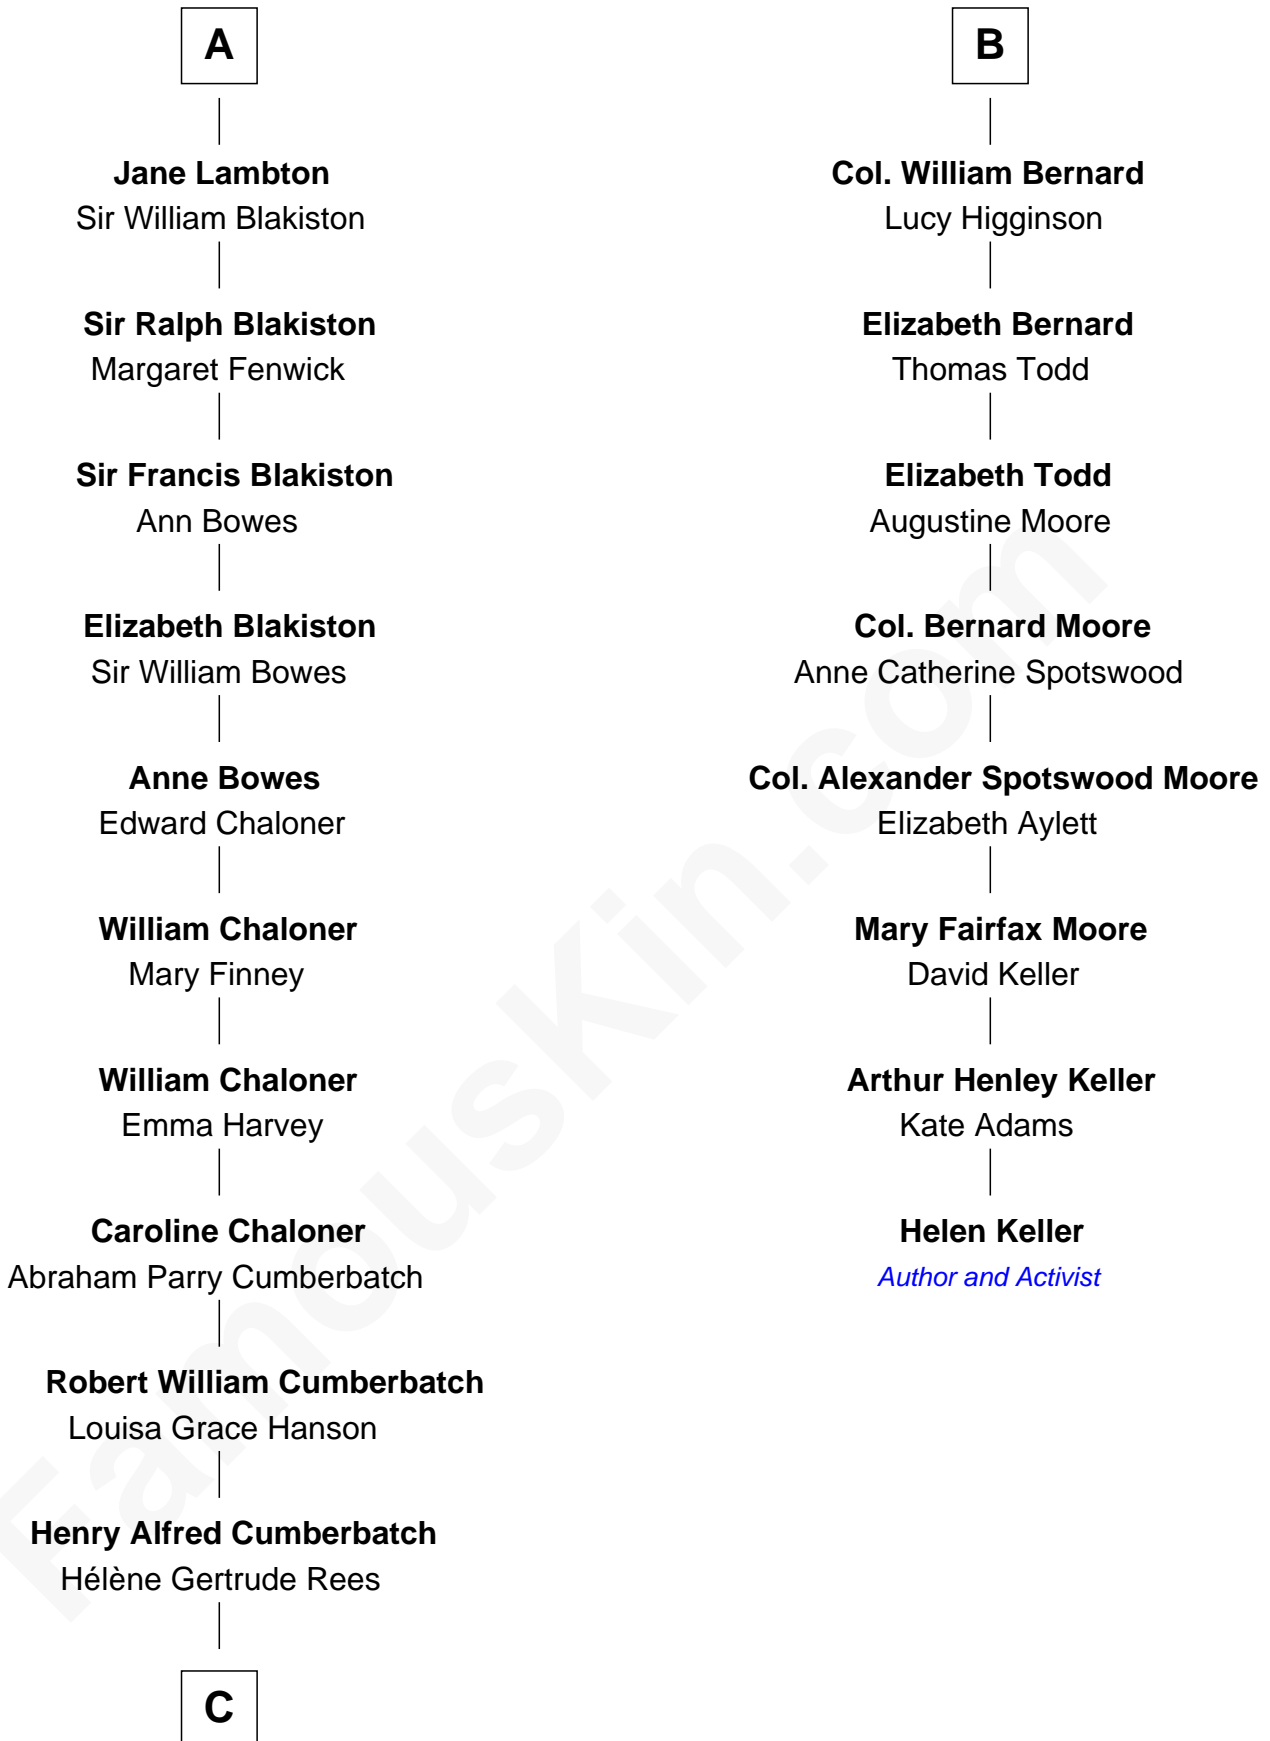 A
Jane Lambton
Sir William Blakiston
Sir Ralph Blakiston
Margaret Fenwick
Sir Francis Blakiston
Ann Bowes
Elizabeth Blakiston
Sir William Bowes
Anne Bowes
Edward Chaloner
William Chaloner
Mary Finney
William Chaloner
Emma Harvey
Caroline Chaloner
Abraham Parry Cumberbatch
Robert William Cumberbatch
Louisa Grace Hanson
Henry Alfred Cumberbatch
Hélène Gertrude Rees
C
B
Col. William Bernard
Lucy Higginson
Elizabeth Bernard
Thomas Todd
Elizabeth Todd
Augustine Moore
Col. Bernard Moore
Anne Catherine Spotswood
Col. Alexander Spotswood Moore
Elizabeth Aylett
Mary Fairfax Moore
David Keller
Arthur Henley Keller
Kate Adams
Helen Keller
Author and Activist
FamousKin.com